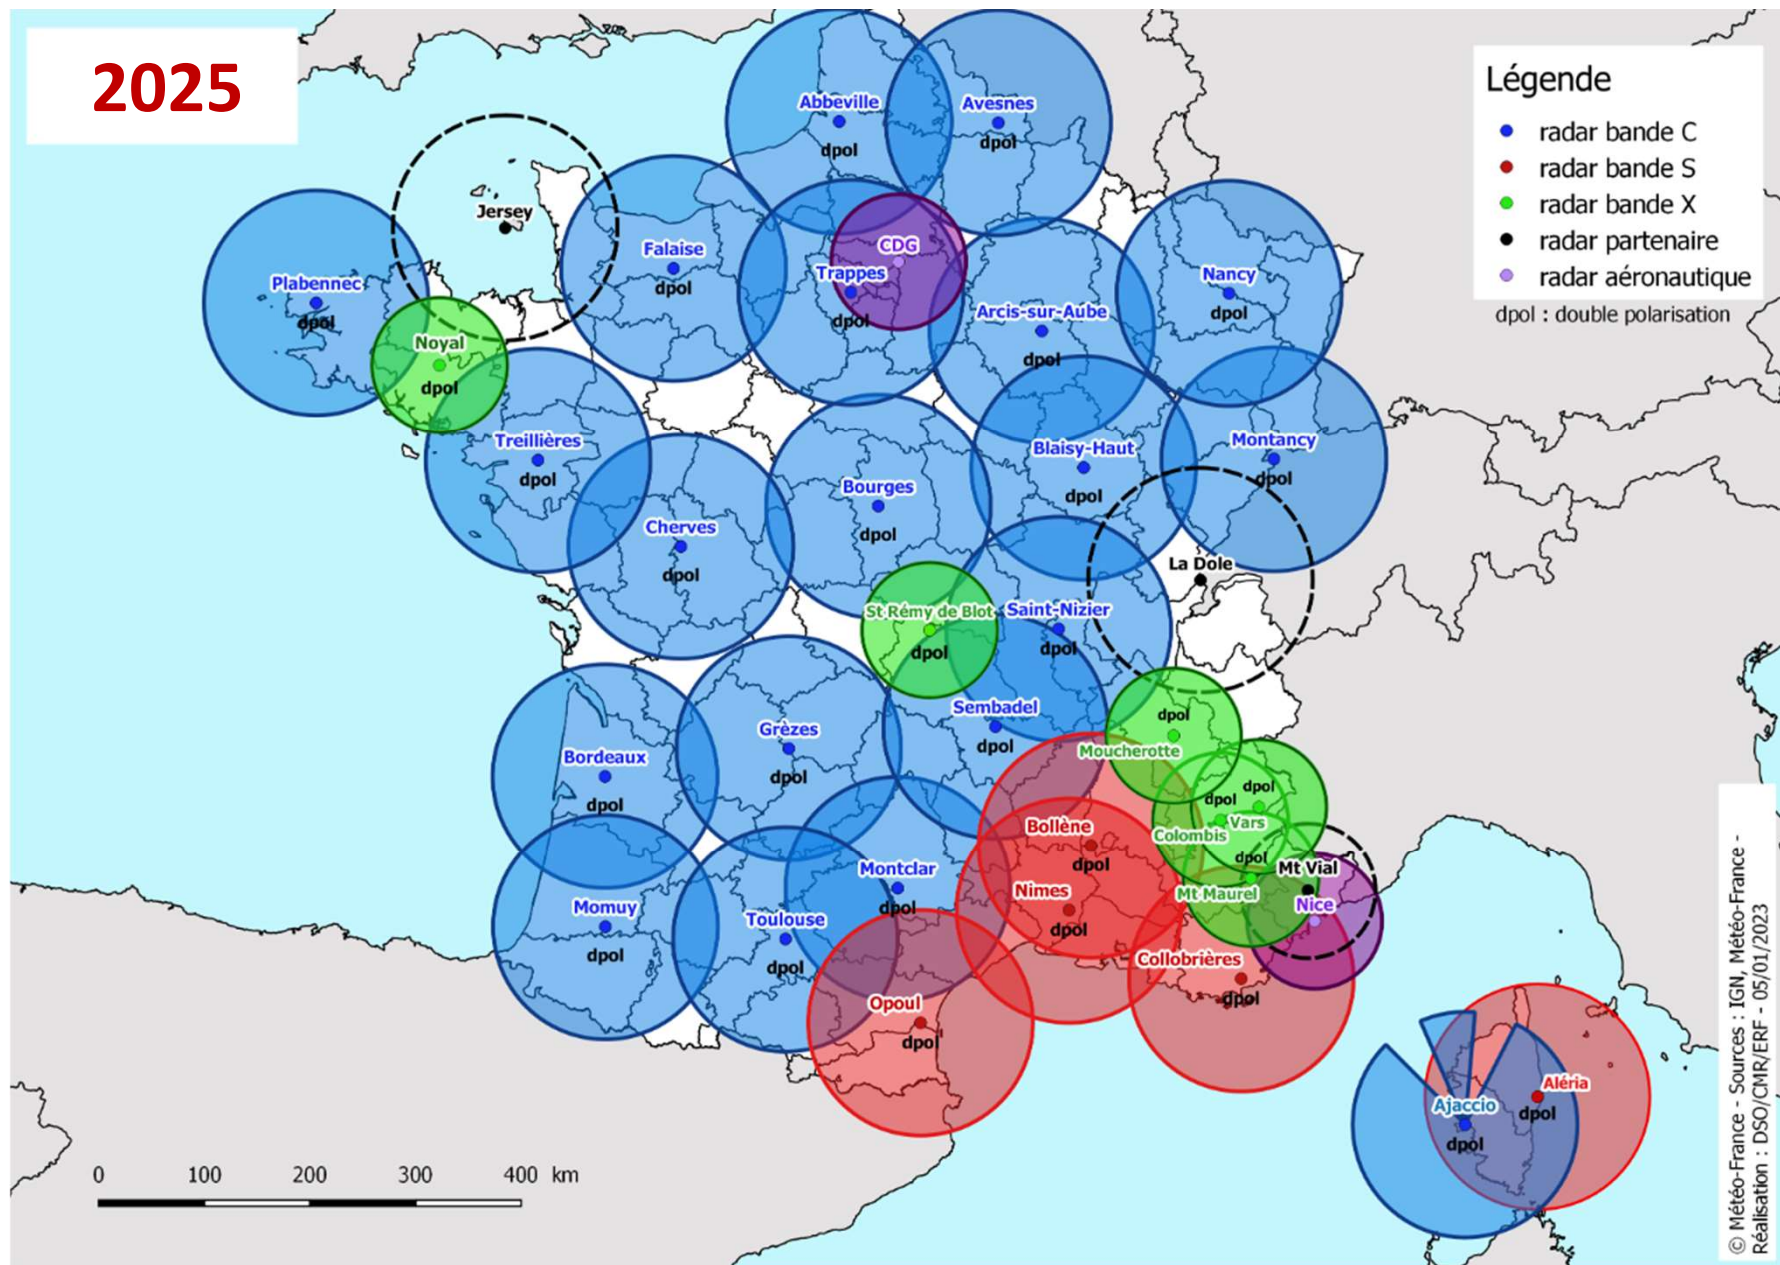 2025
Légende
radar bande C
radar bande S
radar bande X
radar partenaire
radar aéronautique
dpol : double polarisation
Abbeville
dpol
Avesnes
dpol
Jersey
Falaise
dpol
CDG
Trappes
dpol
Plabennec
dpol
Nancy
dpol
Arcis-sur-Aube
dpol
Noyal
dpol
Treillières
dpol
Blaisy-Haut
dpol
Montancy
dpol
Bourges
dpol
Cherves
dpol
La Dole
St Rémy de Blot
dpol
Saint-Nizier
dpol
Sembadel
dpol
Grèzes
dpol
Bordeaux
dpol
dpol
Moucherotte
dpol
dpol
Colombis
Vars
Bollène
dpol
dpol
Mt Maurel
Mt Vial
Nice
Montclar
dpol
Nimes
dpol
Momuy
dpol
Toulouse
dpol
Collobrières
dpol
Opoul
dpol
Aléria
dpol
Ajaccio
dpol
0 100 200 300 400 km
© Météo-France - Sources : IGN, Météo-France -
Réalisation : DSO/CMR/ERF - 05/01/2023